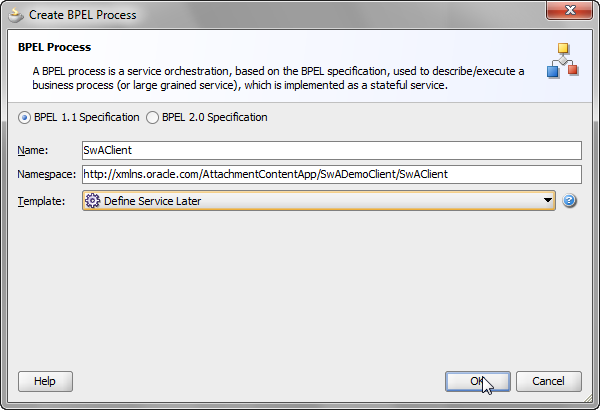 Create BPEL Process
BPEL Process
A BPEL process is a service orchestration, based on the BPEL specification, used to describe/execute a
business process (or large grained service), which is implemented as a stateful service.
BPEL 1.1 Specification BPEL 2.0 Specification
Name: SwAClient
Namespace: http://xmlns.oracle.com/AttachmentContentApp/SwADemoClient/SwAClient
Template: Define Service Later ?
Help OK Cancel